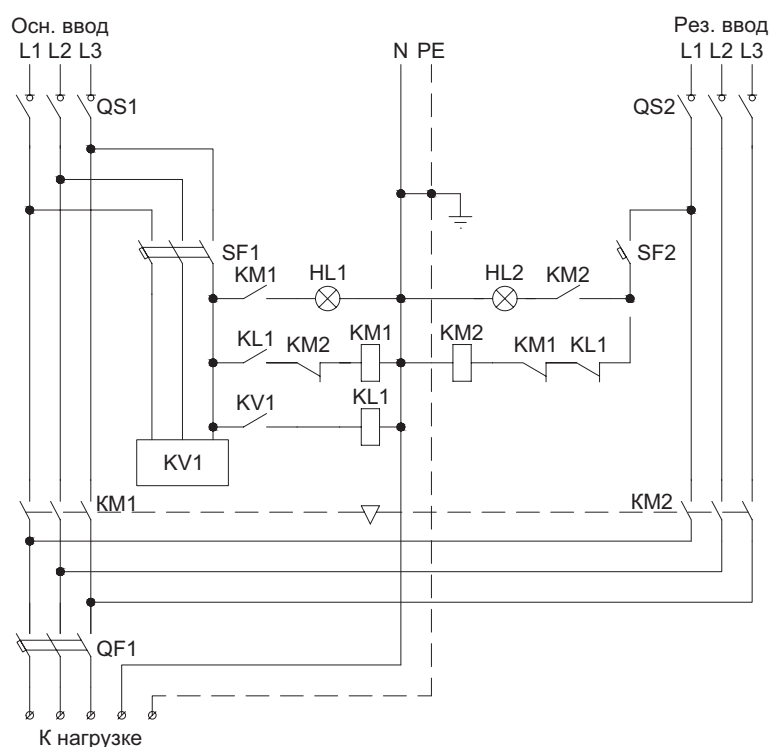 Осн. ввод
Рез. ввод
L1 L2 L3
N PE
L1 L2 L3
QS1
QS2
SF1
SF2
KM1
HL1
HL2
KM2
KL1
KM2
KM1
KM2
KM1
KL1
KV1
KL1
KV1
KM1
KM2
QF1
К нагрузке